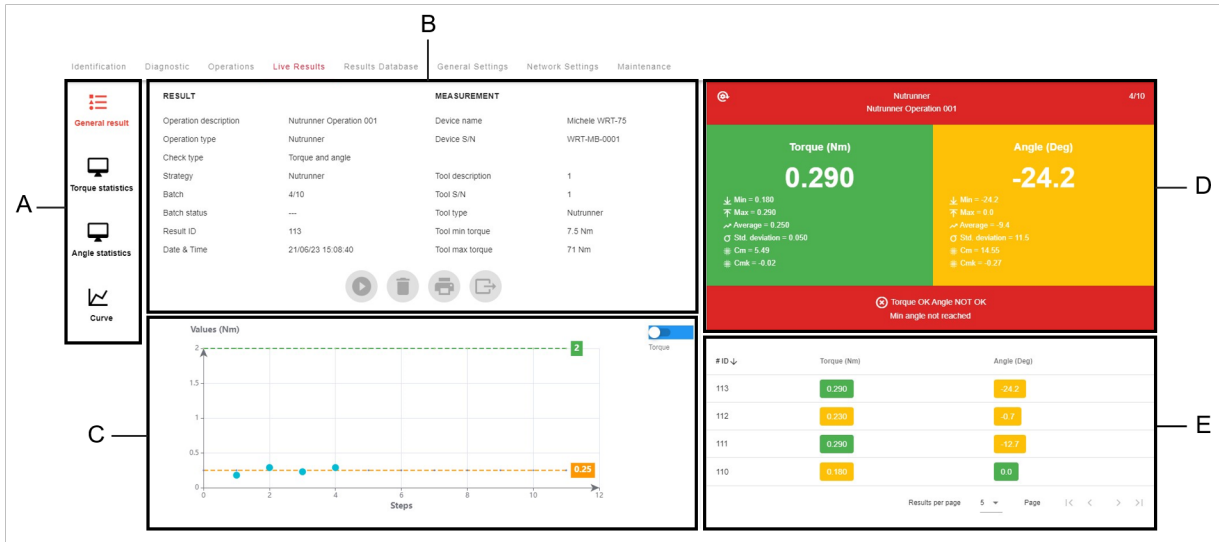 B
Identification Diagnostic Operations Live Results Results Database General Settings Network Settings Maintenance
A
General result
Torque statistics
Angle statistics
Curve
RESULT MEASUREMENT
Operation description Nutrunner Operation 001 Device name Michele WRT-75
Operation type Nutrunner Device S/N WRT-MB-0001
Check type Torque and angle
Strategy Nutrunner Tool description 1
Batch 4/10 Tool S/N 1
Batch status --- Tool type Nutrunner
Result ID 113 Tool min torque 7.5 Nm
Date & Time 21/06/23 15:08:40 Tool max torque 71 Nm
Nutrunner 4/10
Nutrunner Operation 001
Torque (Nm)
0.290
Min = 0.180
Max = 0.290
Average = 0.250
Std. deviation = 0.050
Cm = 5.49
Cmk = -0.02
Angle (Deg)
-24.2
Min = -24.2
Max = 0.0
Average = -9.4
Std. deviation = 11.5
Cm = 14.55
Cmk = -0.27
Torque OK Angle NOT OK
Min angle not reached
D
C
Values (Nm)
Torque
2 2
1.5
1
0.5
0.25
0
0 2 4 6 8 10 12
Steps
# ID Torque (Nm) Angle (Deg)
113 0.290 -24.2
112 0.230 -0.7
111 0.290 -12.7
110 0.180 0.0
Results per page 5 Page
E